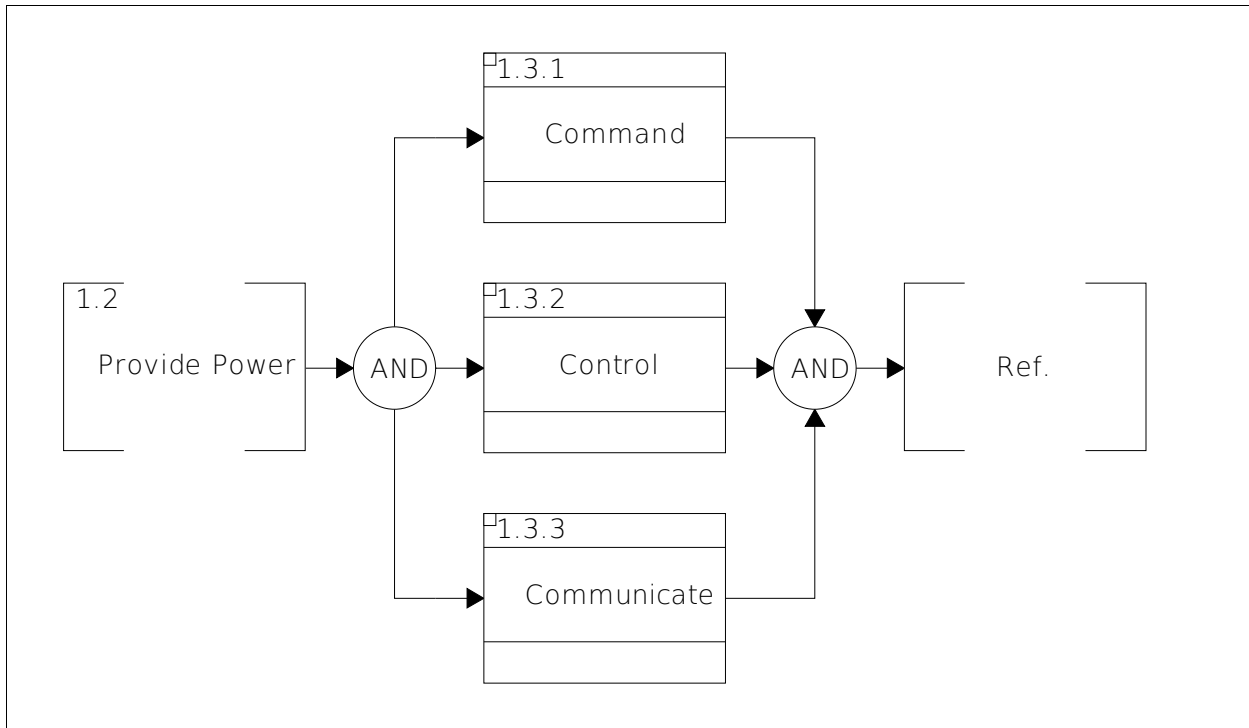 1.3.1
Command
1.2
Provide Power
AND
1.3.2
Control
AND
Ref.
1.3.3
Communicate